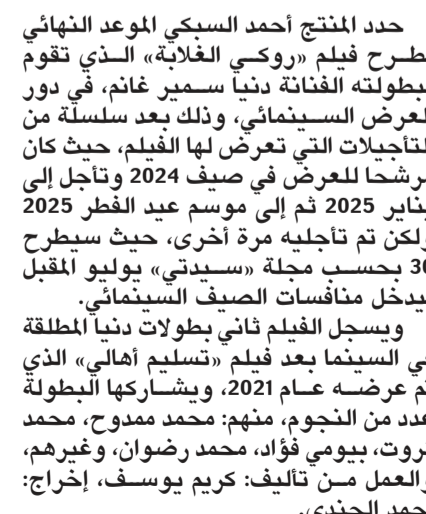 حدد المنتج أحمد السبكي الموعد النهائي
لطرح فيلم «روكي الغلابة» الذي تقوم
ببطولته الفنانة دنيا سمير غانم، في دور
العرض السينمائي، وذلك بعد سلسلة من
التأجيلات التي تعرض لها الفيلم، حيث كان
مرشحا للعرض في صيف 2024 وتأجل إلى
يناير 2025 ثم إلى موسم عيد الفطر 2025
ولكن تم تأجليه مرة أخرى، حيث سيطرح
30 بحسب مجلة «سيدتي» يوليو المقبل
ليدخل منافسات الصيف السينمائي.
ويسجل الفيلم ثاني بطولات دنيا المطلقة
في السينما بعد فيلم «تسليم أهالي» الذي
تم عرضه عام 2021، ويشاركها البطولة
عدد من النجوم، منهم: محمد ممدوح، محمد
ثروت، بيومي فؤاد، محمد رضوان، وغيرهم،
والعمل من تأليف: كريم يوسف، إخراج:
أحمد الجندي.